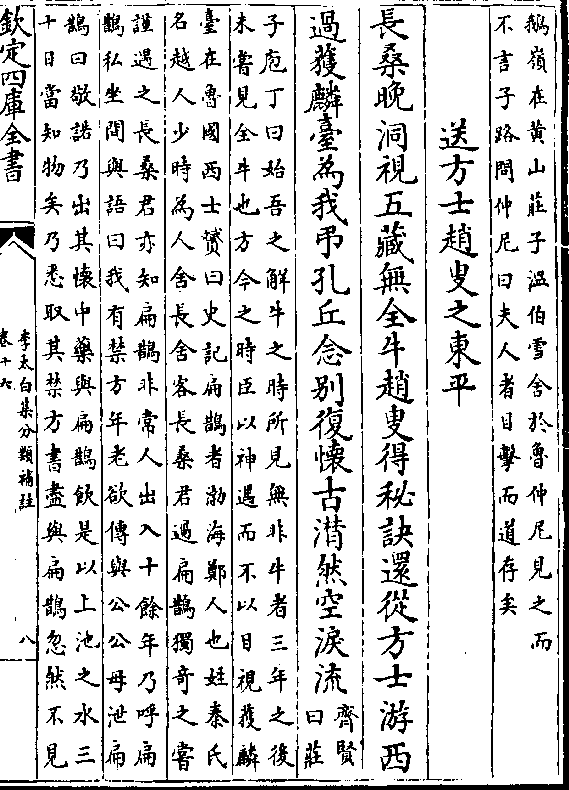 鵝嶺在黄山莊子溫伯雪舎於魯仲尼見之而
不言子路問仲尼曰夫人者目擊而道存矣
送方士趙叟之東平
長桑晚洞視五藏無全牛趙叟得秘訣還從方士游西
過獲麟臺為我弔孔丘念别復懷古潸然空淚流
齊賢
曰莊
子庖丁曰始吾之解牛之時所見無非牛者三年之後
未嘗見全牛也方今之時臣以神遇而不以目視獲麟
臺在魯國西士贇曰史記扁鵲者渤海鄭人也姓秦氏
名越人少時為人舍長舍客長桑君過扁鵲獨奇之嘗
謹遇之長桑君亦知扁鵲非常人出入十餘年乃呼扁
鵲私坐間與語曰我有禁方年老欲傳與公公毋泄扁
鵲曰敬諾乃出其懷中藥與扁鵲飲是以上池之水三
十日當知物矣乃悉取其禁方書盡與扁鵲忽然不見
欽定四庫全書
李太白集分類補註
卷十六
八